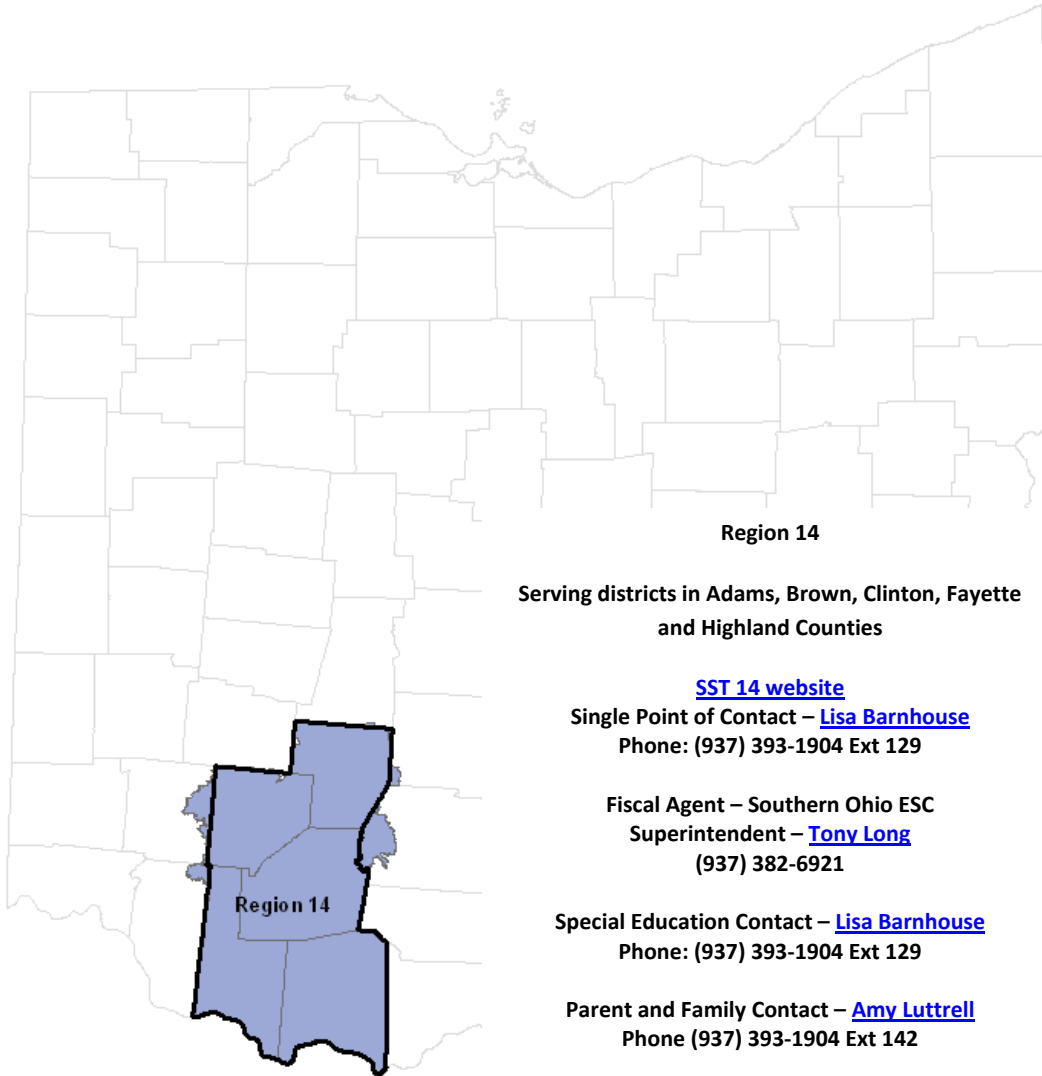 Region 14
Serving districts in Adams, Brown, Clinton, Fayette
and Highland Counties
SST 14 website
Single Point of Contact – Lisa Barnhouse
Phone: (937) 393-1904 Ext 129
Fiscal Agent – Southern Ohio ESC
Superintendent – Tony Long
(937) 382-6921
Special Education Contact – Lisa Barnhouse
Phone: (937) 393-1904 Ext 129
Parent and Family Contact – Amy Luttrell
Phone (937) 393-1904 Ext 142
Region 14